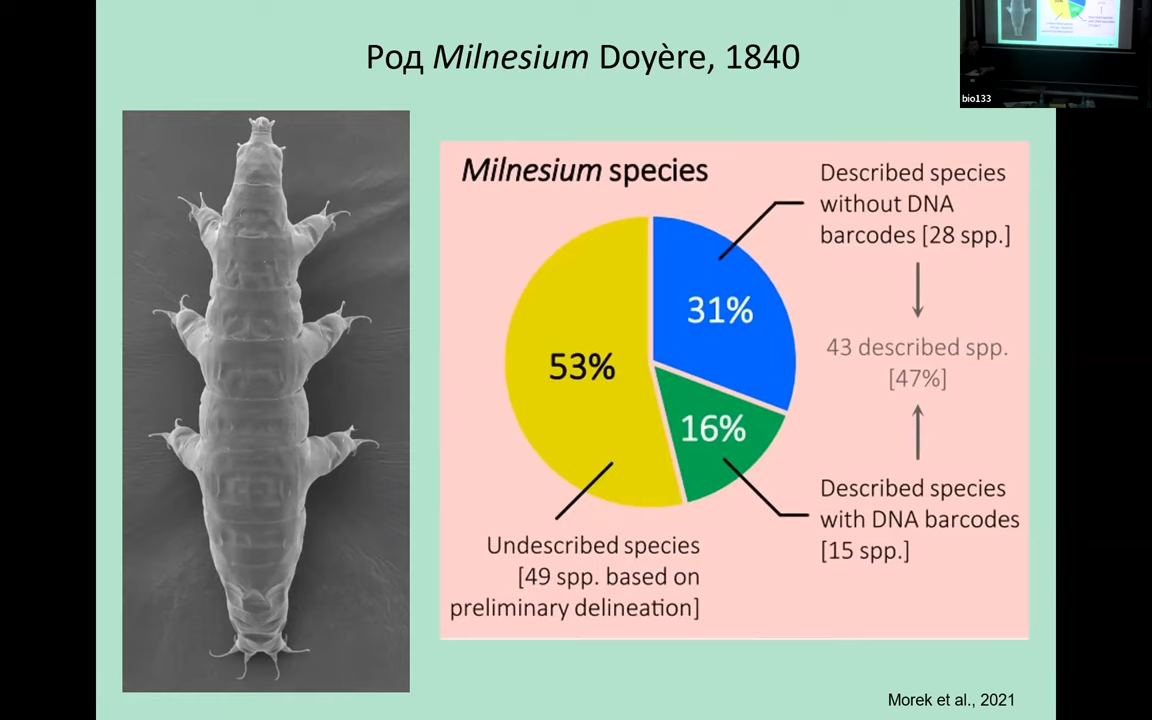 Род Milnesium Doyère, 1840
bio133
Milnesium species
Described species
without DNA
barcodes [28 spp.]
31%
53%
43 described spp.
[47%]
16%
Described species
with DNA barcodes
[15 spp.]
Undescribed species
[49 spp. based on
preliminary delineation]
Morek et al., 2021